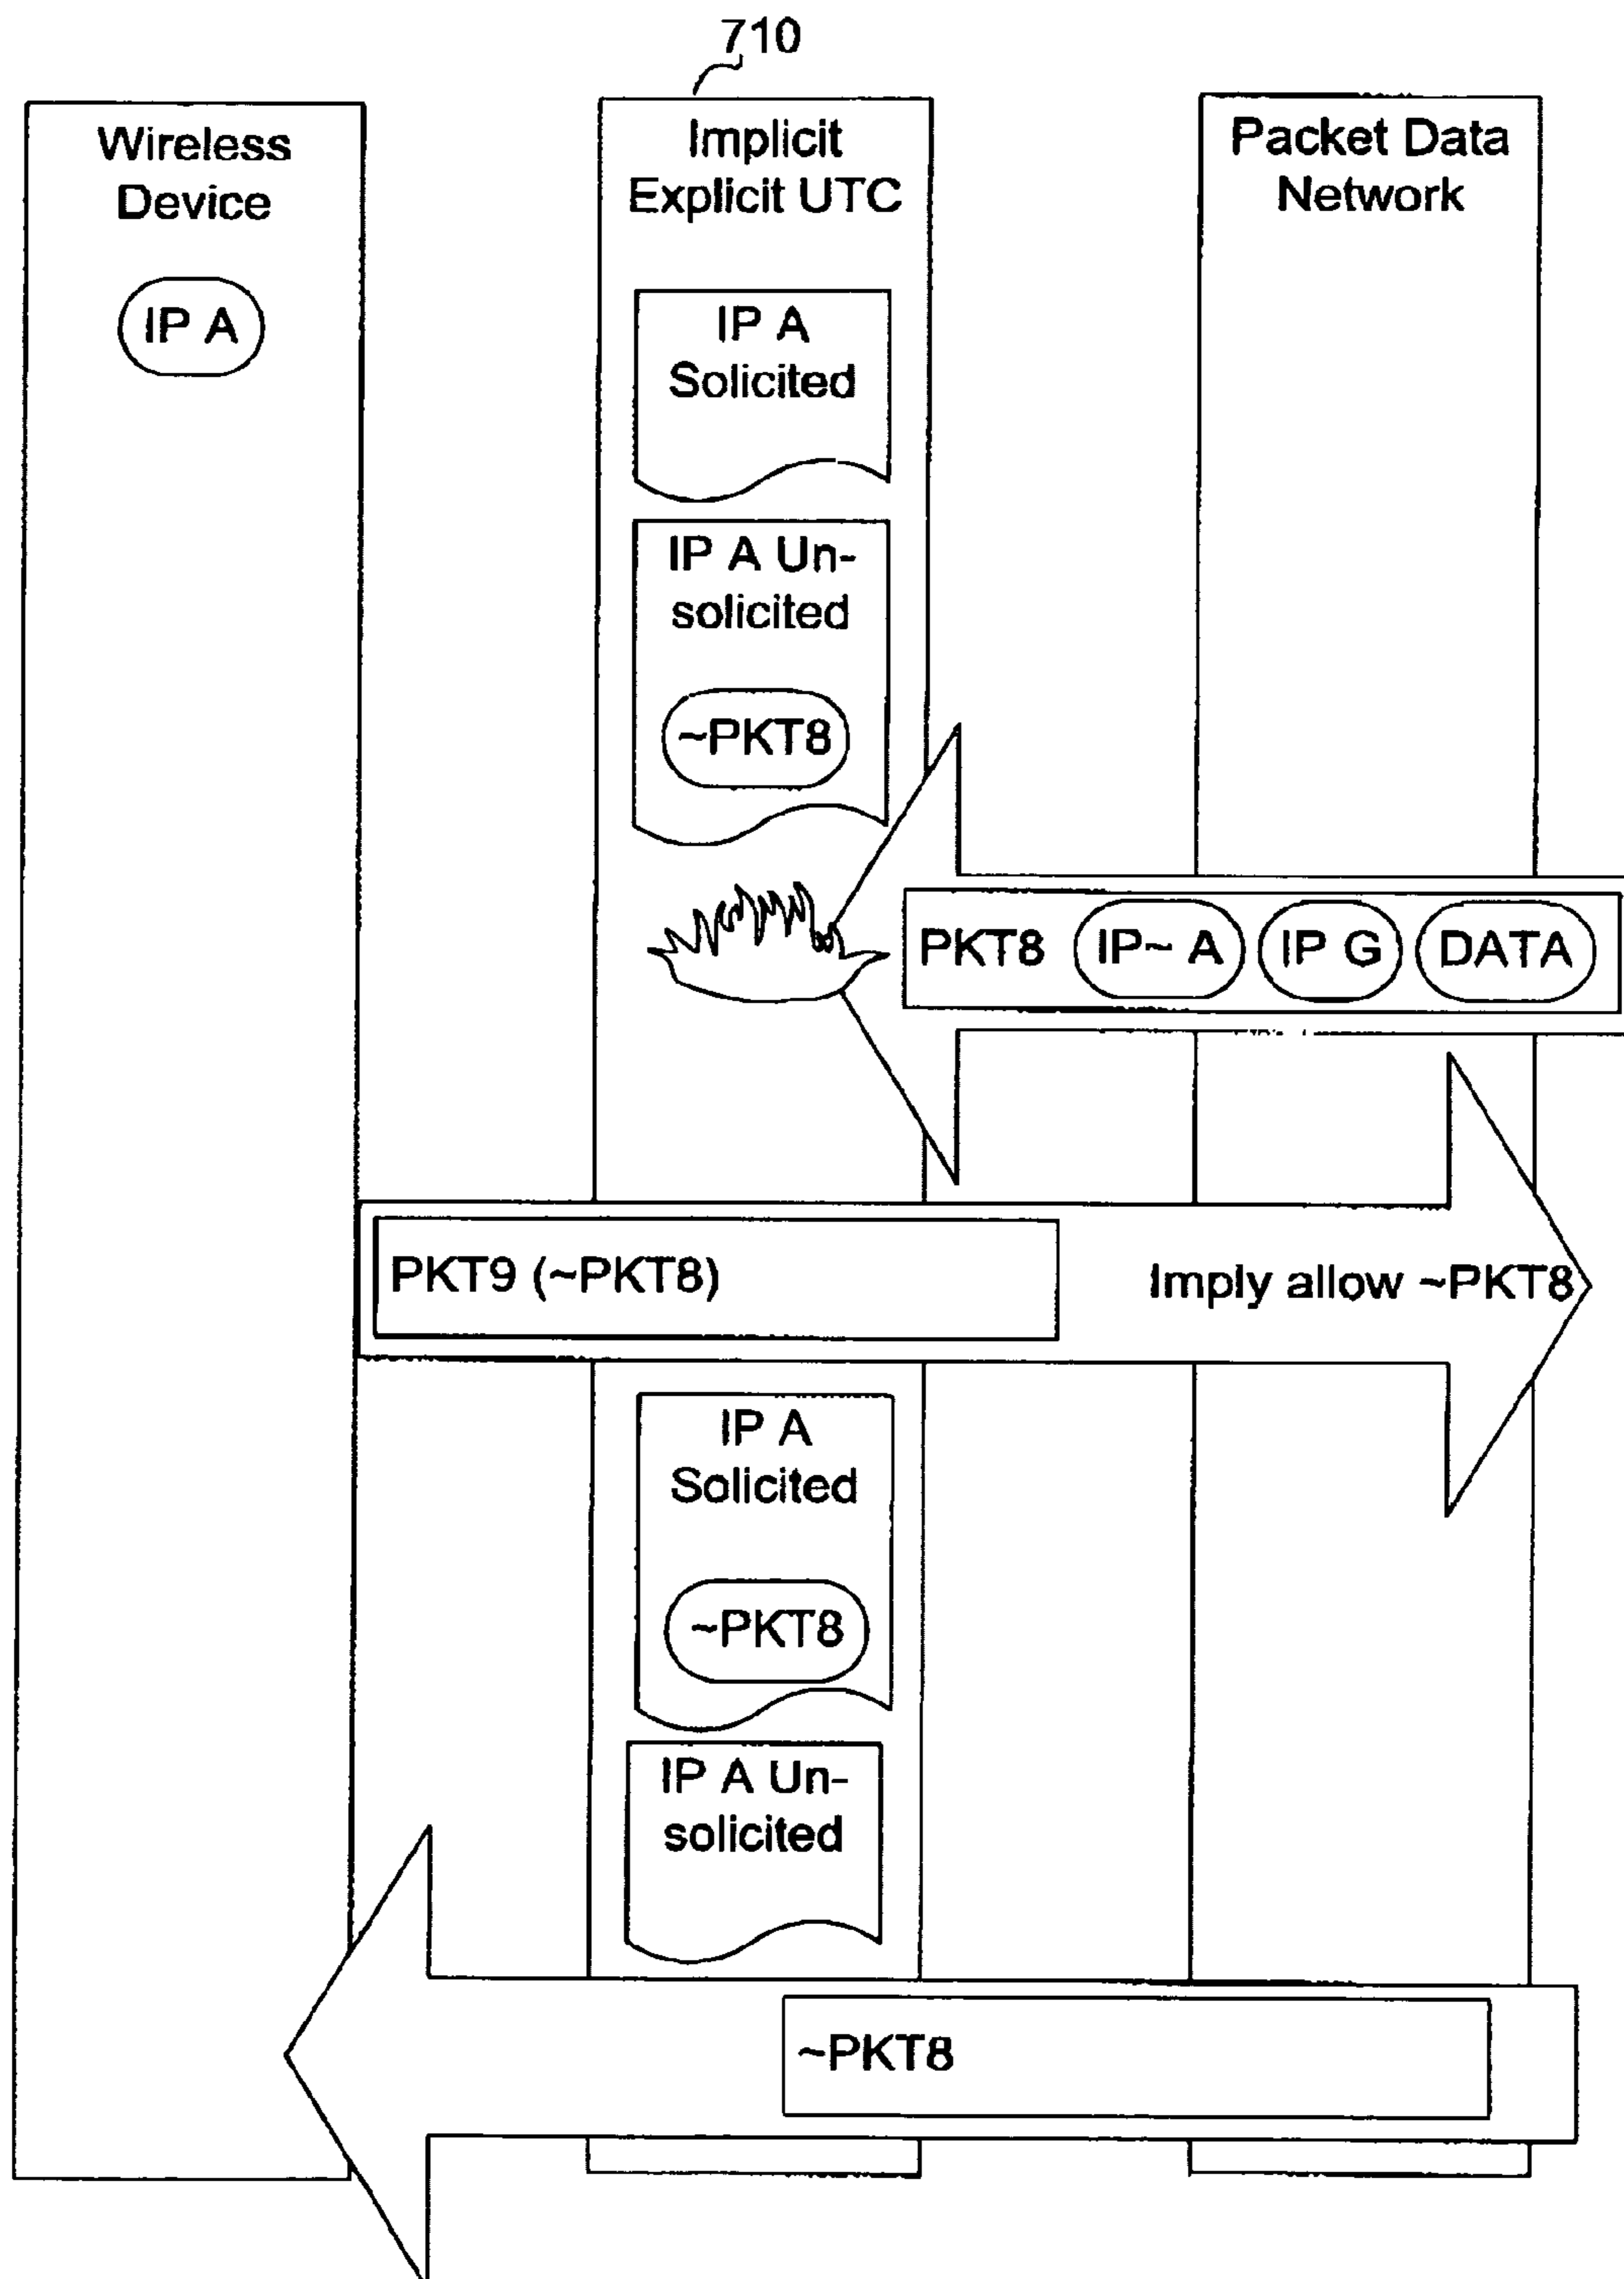 710
Wireless
Device
IP A
Implicit
Explicit UTC
IP A
Solicited
IP A Un-
solicited
~PKT8
Packet Data
Network
PKT8 IP~ A IP G DATA
PKT9 (~PKT8) Imply allow ~PKT8
IP A
Solicited
~PKT8
IP A Un-
solicited
~PKT8